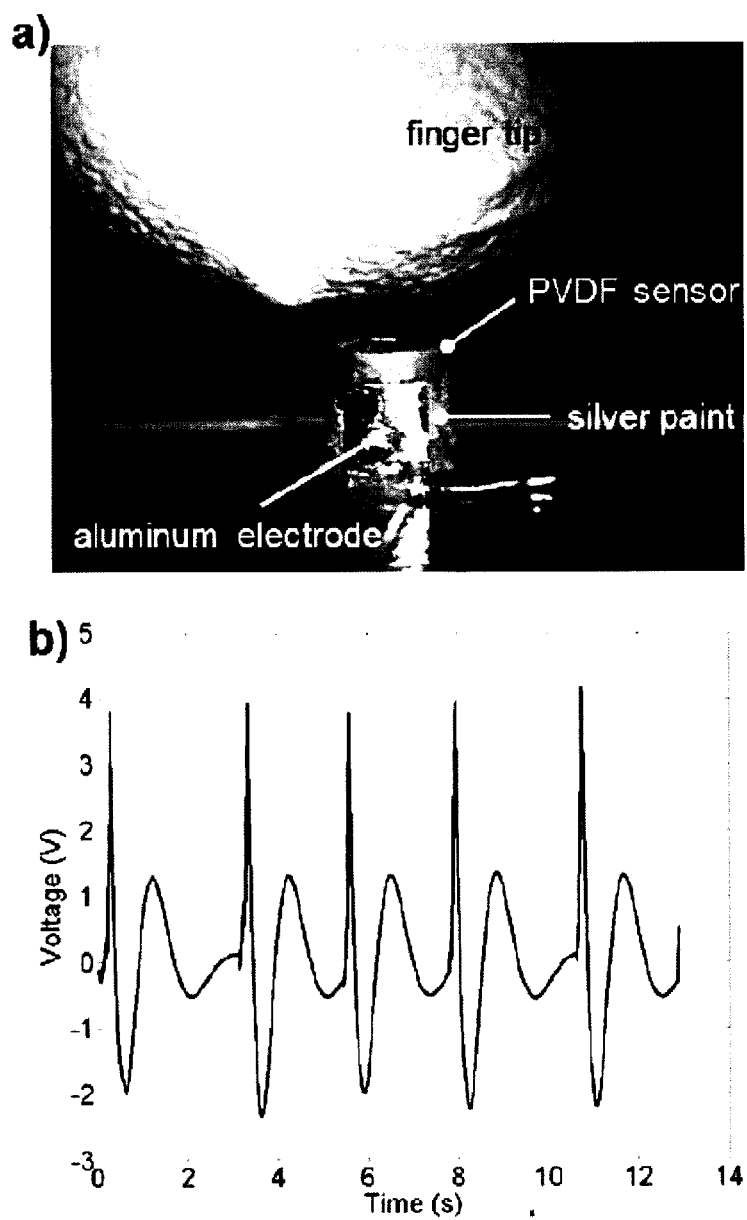 a)
finger tip
PVDF sensor
silver paint
aluminum electrode
b)
5
4
3
2
1
0
-1
-2
-3
Voltage (V)
0 2 4 6 8 10 12 14
Time (s)